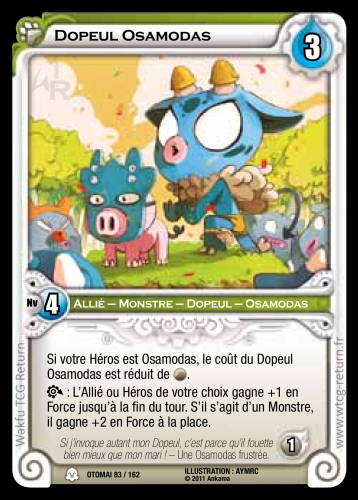 Dopeul Osamodas
3
WTR
Nv 4
Allié – Monstre – Dopeul – Osamodas
Si votre Héros est Osamodas, le coût du Dopeul
Osamodas est réduit de .
: L'Allié ou Héros de votre choix gagne +1 en
Force jusqu'à la fin du tour. S'il s'agit d'un Monstre,
il gagne +2 en Force à la place.
Si j'invoque autant mon Dopeul, c'est parce qu'il fouette
bien mieux que mon mari ! – Une Osamodas frustrée.
1
OTOMAI 83 / 162
ILLUSTRATION : AYMRC
© 2011 Ankama
Wakfu TCG Return
www.wtcg-return.fr